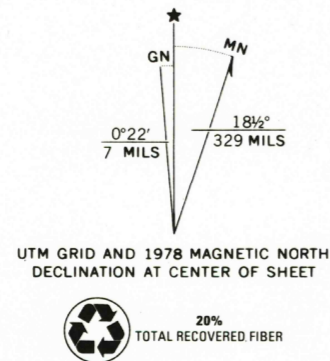 ★
GN
MN
0°22'
7 MILS
18½°
329 MILS
UTM GRID AND 1978 MAGNETIC NORTH
DECLINATION AT CENTER OF SHEET
20%
TOTAL RECOVERED FIBER